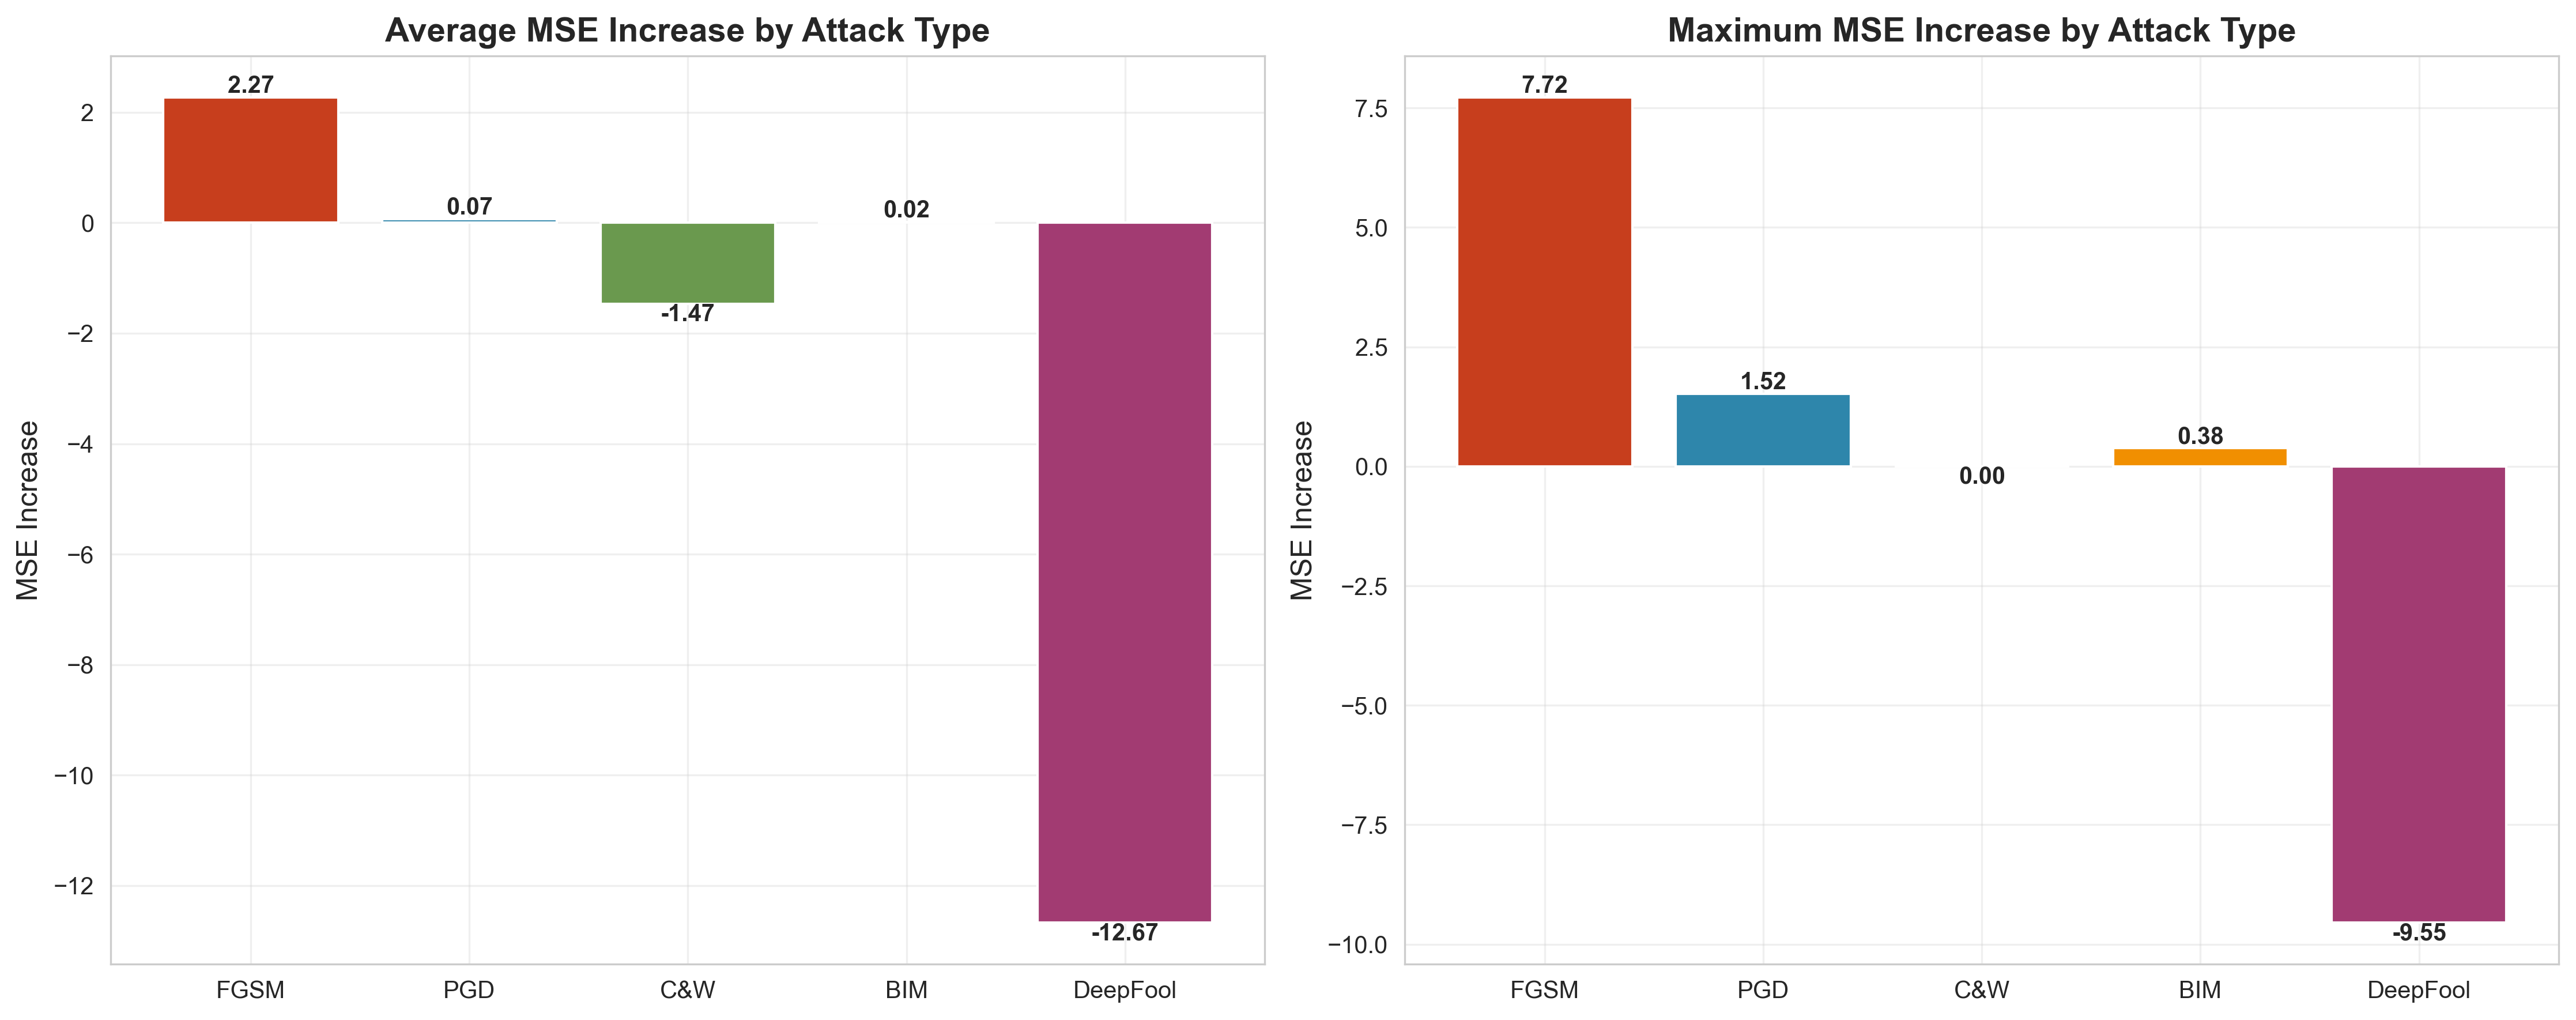 Average MSE Increase by Attack Type
MSE Increase
2
0
−2
−4
−6
−8
−10
−12
2.27
0.07
-1.47
0.02
-12.67
FGSM
PGD
C&W
BIM
DeepFool
Maximum MSE Increase by Attack Type
MSE Increase
7.5
5.0
2.5
0.0
−2.5
−5.0
−7.5
−10.0
7.72
1.52
0.00
0.38
-9.55
FGSM
PGD
C&W
BIM
DeepFool